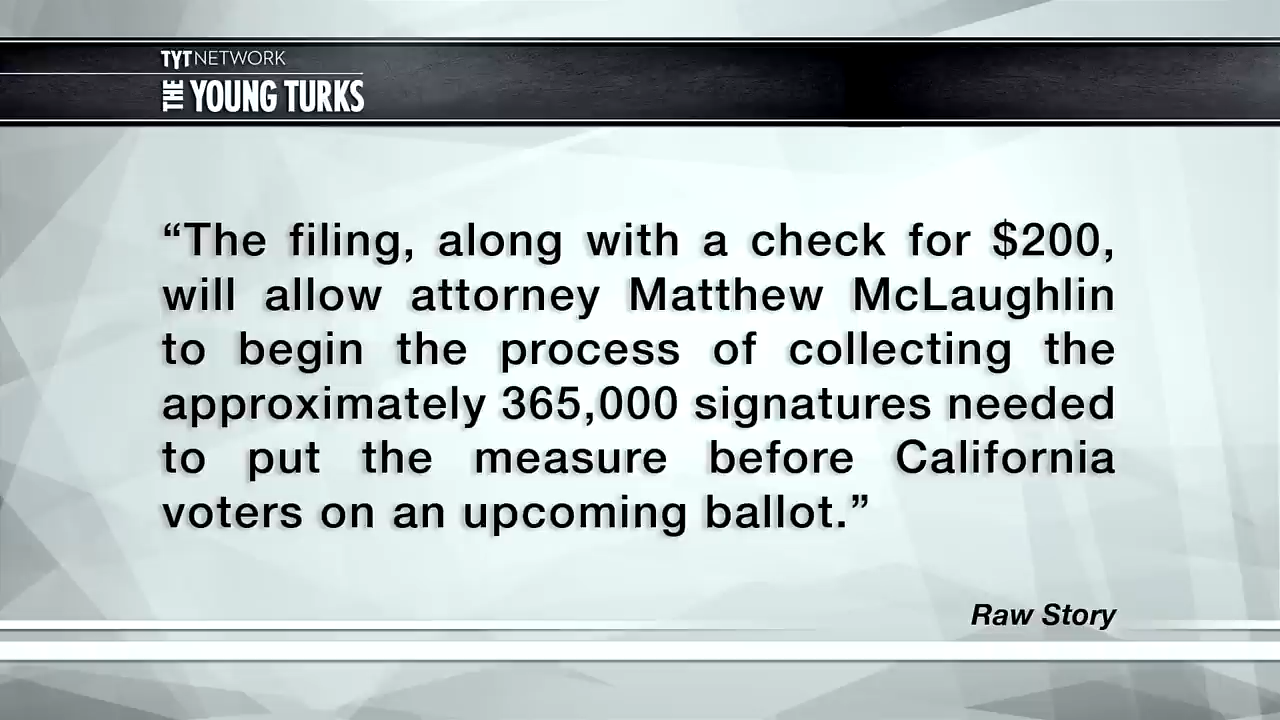 TYT NETWORK
THE YOUNG TURKS
“The filing, along with a check for $200,
will allow attorney Matthew McLaughlin
to begin the process of collecting the
approximately 365,000 signatures needed
to put the measure before California
voters on an upcoming ballot.”
Raw Story